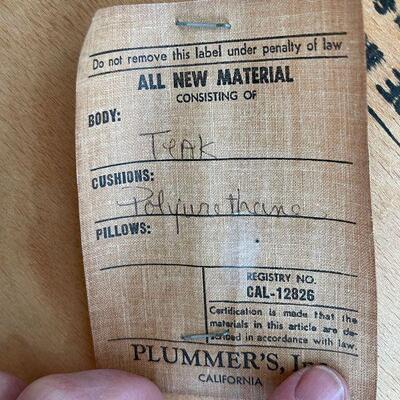 Do not remove this label under penalty of law
ALL NEW MATERIAL
CONSISTING OF
BODY:
Teak
CUSHIONS:
Polyurethane
PILLOWS:
REGISTRY NO.
CAL-12826
Certification is made that the
materials in this article are de-
scribed in accordance with law.
PLUMMER'S,
CALIFORNIA